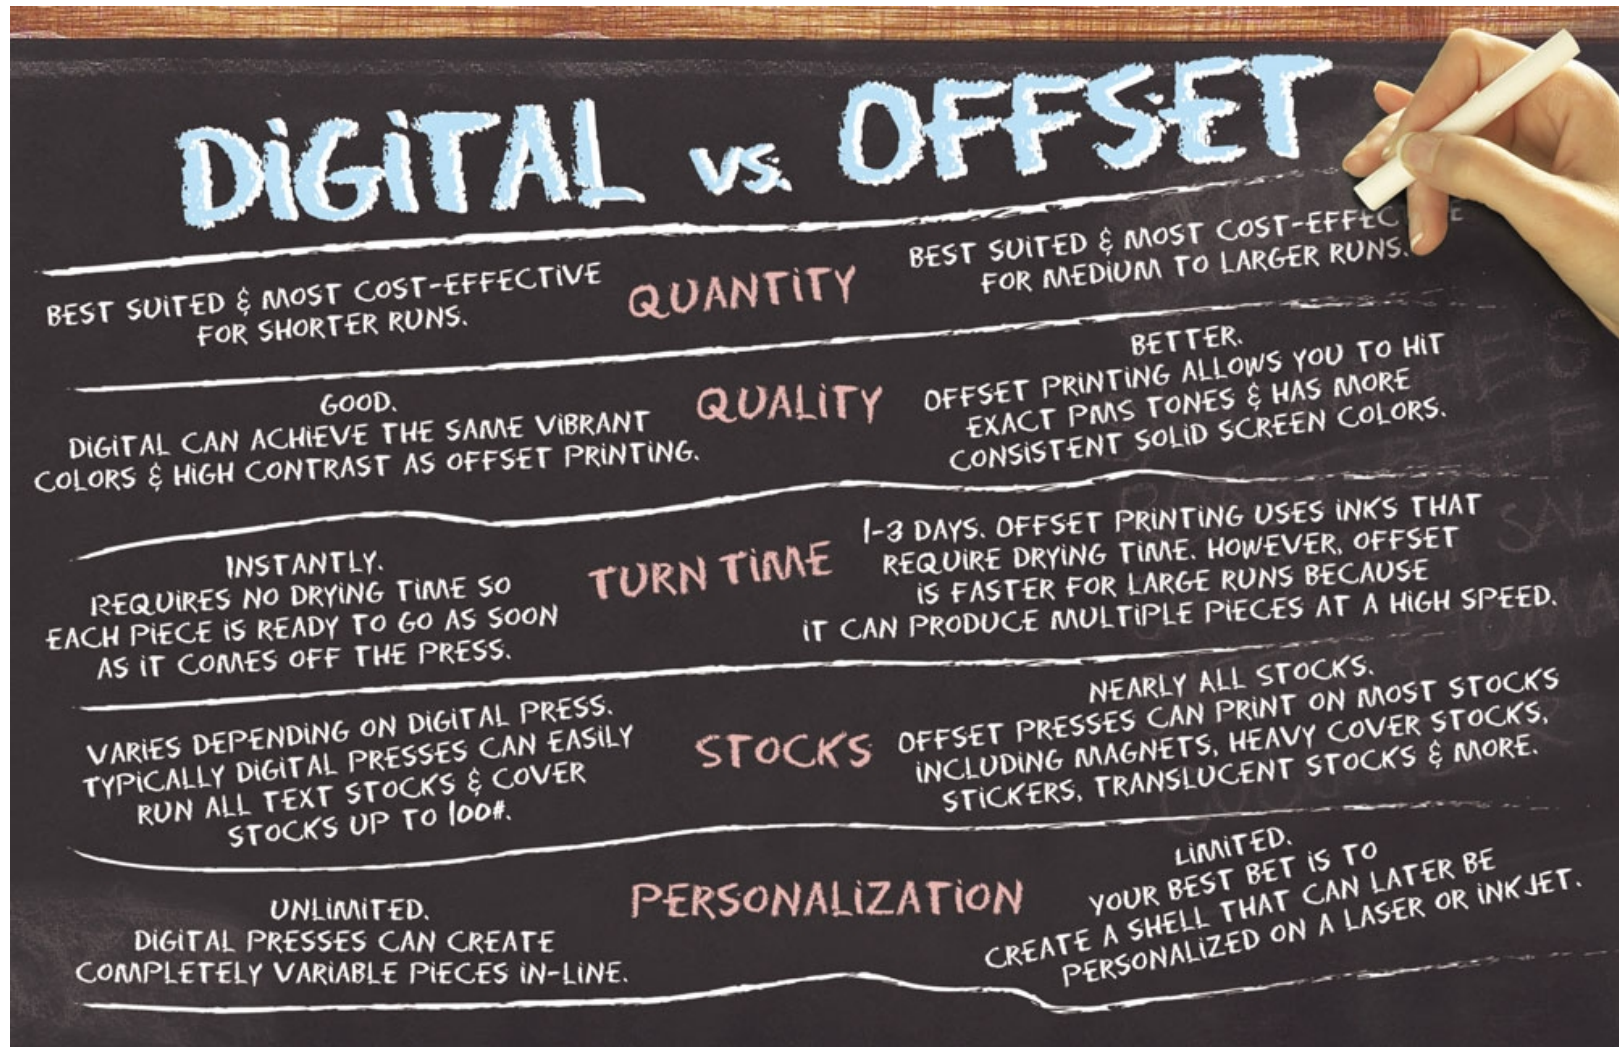 DiGiTAL vs. OFFSET
BEST SUiTED & MOST COST-EFFECTiVE
FOR SHORTER RUNS.
QUANTiTY
BEST SUiTED & MOST COST-EFFECTIVE
FOR MEDIUM TO LARGER RUNS.
GOOD.
DiGiTAL CAN ACHiEVE THE SAME ViBRANT
COLORS & HiGH CONTRAST AS OFFSET PRiNTiNG.
QUALiTY
BETTER.
OFFSET PRiNTiNG ALLOWS YOU TO HiT
EXACT PMS TONES & HAS MORE
CONSiSTENT SOLiD SCREEN COLORS.
iNSTANTLY.
REQUiRES NO DRYiNG TiME SO
EACH PiECE iS READY TO GO AS SOON
AS iT COMES OFF THE PRESS.
TURN TiME
1-3 DAYS. OFFSET PRiNTiNG USES iNKS THAT
REQUiRE DRYiNG TiME. HOWEVER, OFFSET
iS FASTER FOR LARGE RUNS BECAUSE
iT CAN PRODUCE MULTiPLE PiECES AT A HiGH SPEED.
VARiES DEPENDiNG ON DiGiTAL PRESS.
TYPiCALLY DiGiTAL PRESSES CAN EASiLY
RUN ALL TEXT STOCKS & COVER
STOCKS UP TO 100#.
STOCKS
NEARLY ALL STOCKS.
OFFSET PRESSES CAN PRiNT ON MOST STOCKS
iNCLUDiNG MAGNETS, HEAVY COVER STOCKS,
STiCKERS, TRANSLUCENT STOCKS & MORE.
UNLiMiTED.
DiGiTAL PRESSES CAN CREATE
COMPLETELY VARiABLE PiECES iN-LiNE.
PERSONALiZATiON
LiMiTED.
YOUR BEST BET iS TO
CREATE A SHELL THAT CAN LATER BE
PERSONALiZED ON A LASER OR iNKJET.